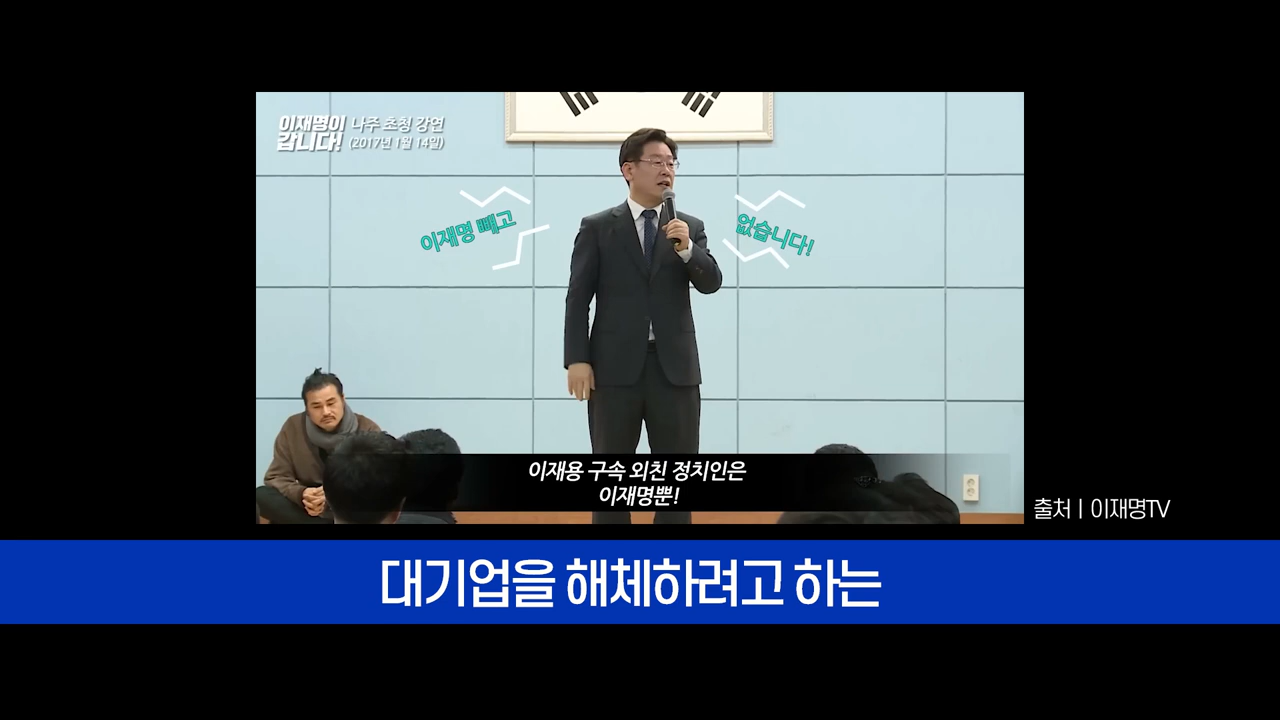 이재명이
갑니다!
나주 초청 강연
(2017년 1월 14일)
이재명 빼고
없습니다!
이재용 구속 외친 정치인은
이재명뿐!
출처 | 이재명TV
대기업을 해체하려고 하는